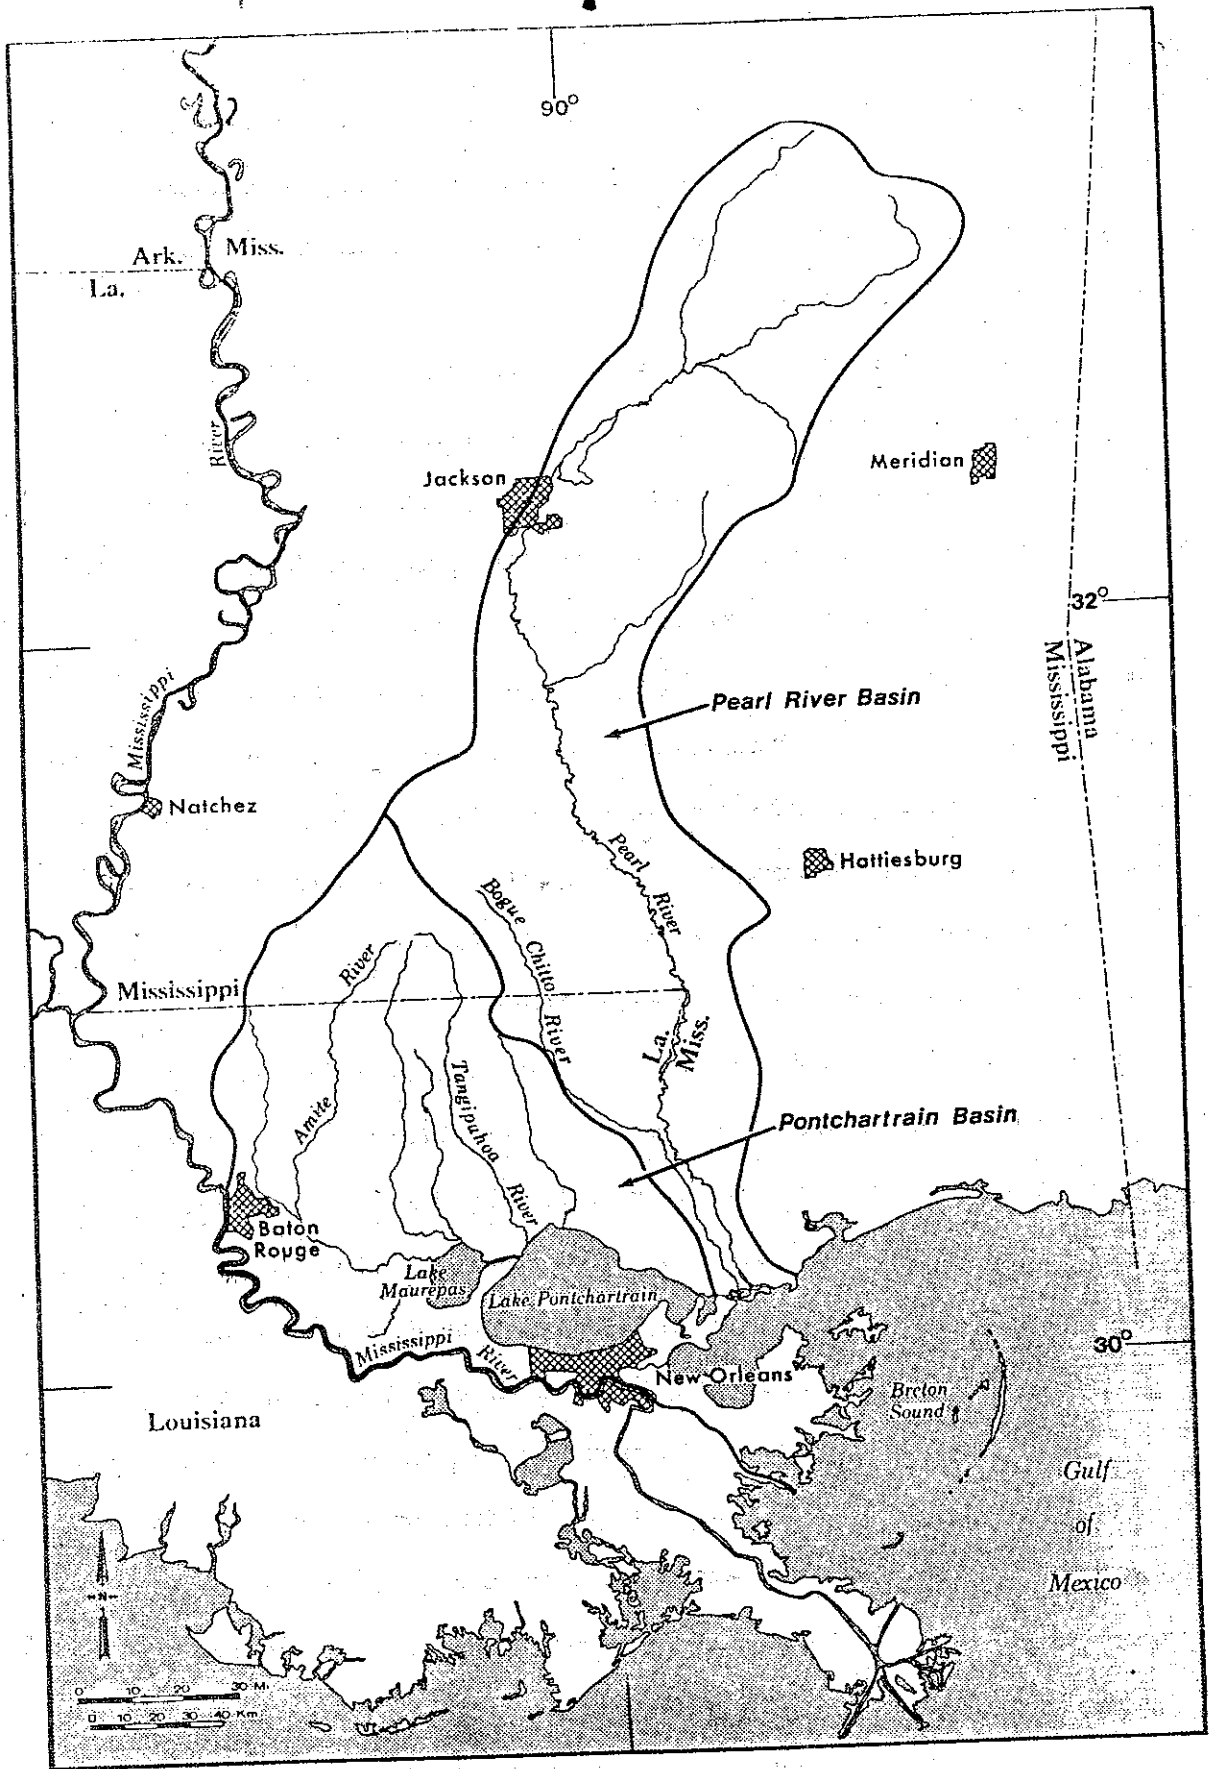 90°
Ark.
Miss.
La.
River
Jackson
Meridian
32°
Alabama
Mississippi
Pearl River Basin
Mississippi
Natchez
Pearl
River
Hattiesburg
Bogue Chitto River
River
Mississippi
La.
Miss.
Tangipahoa
River
Amite
Pontchartrain Basin
Baton
Rouge
Lake
Maurepas
Lake Pontchartrain
30°
Mississippi
River
New Orleans
Breton
Sound
Louisiana
Gulf
of
Mexico
N
0 10 20 30 Mi
0 10 20 30 40 Km